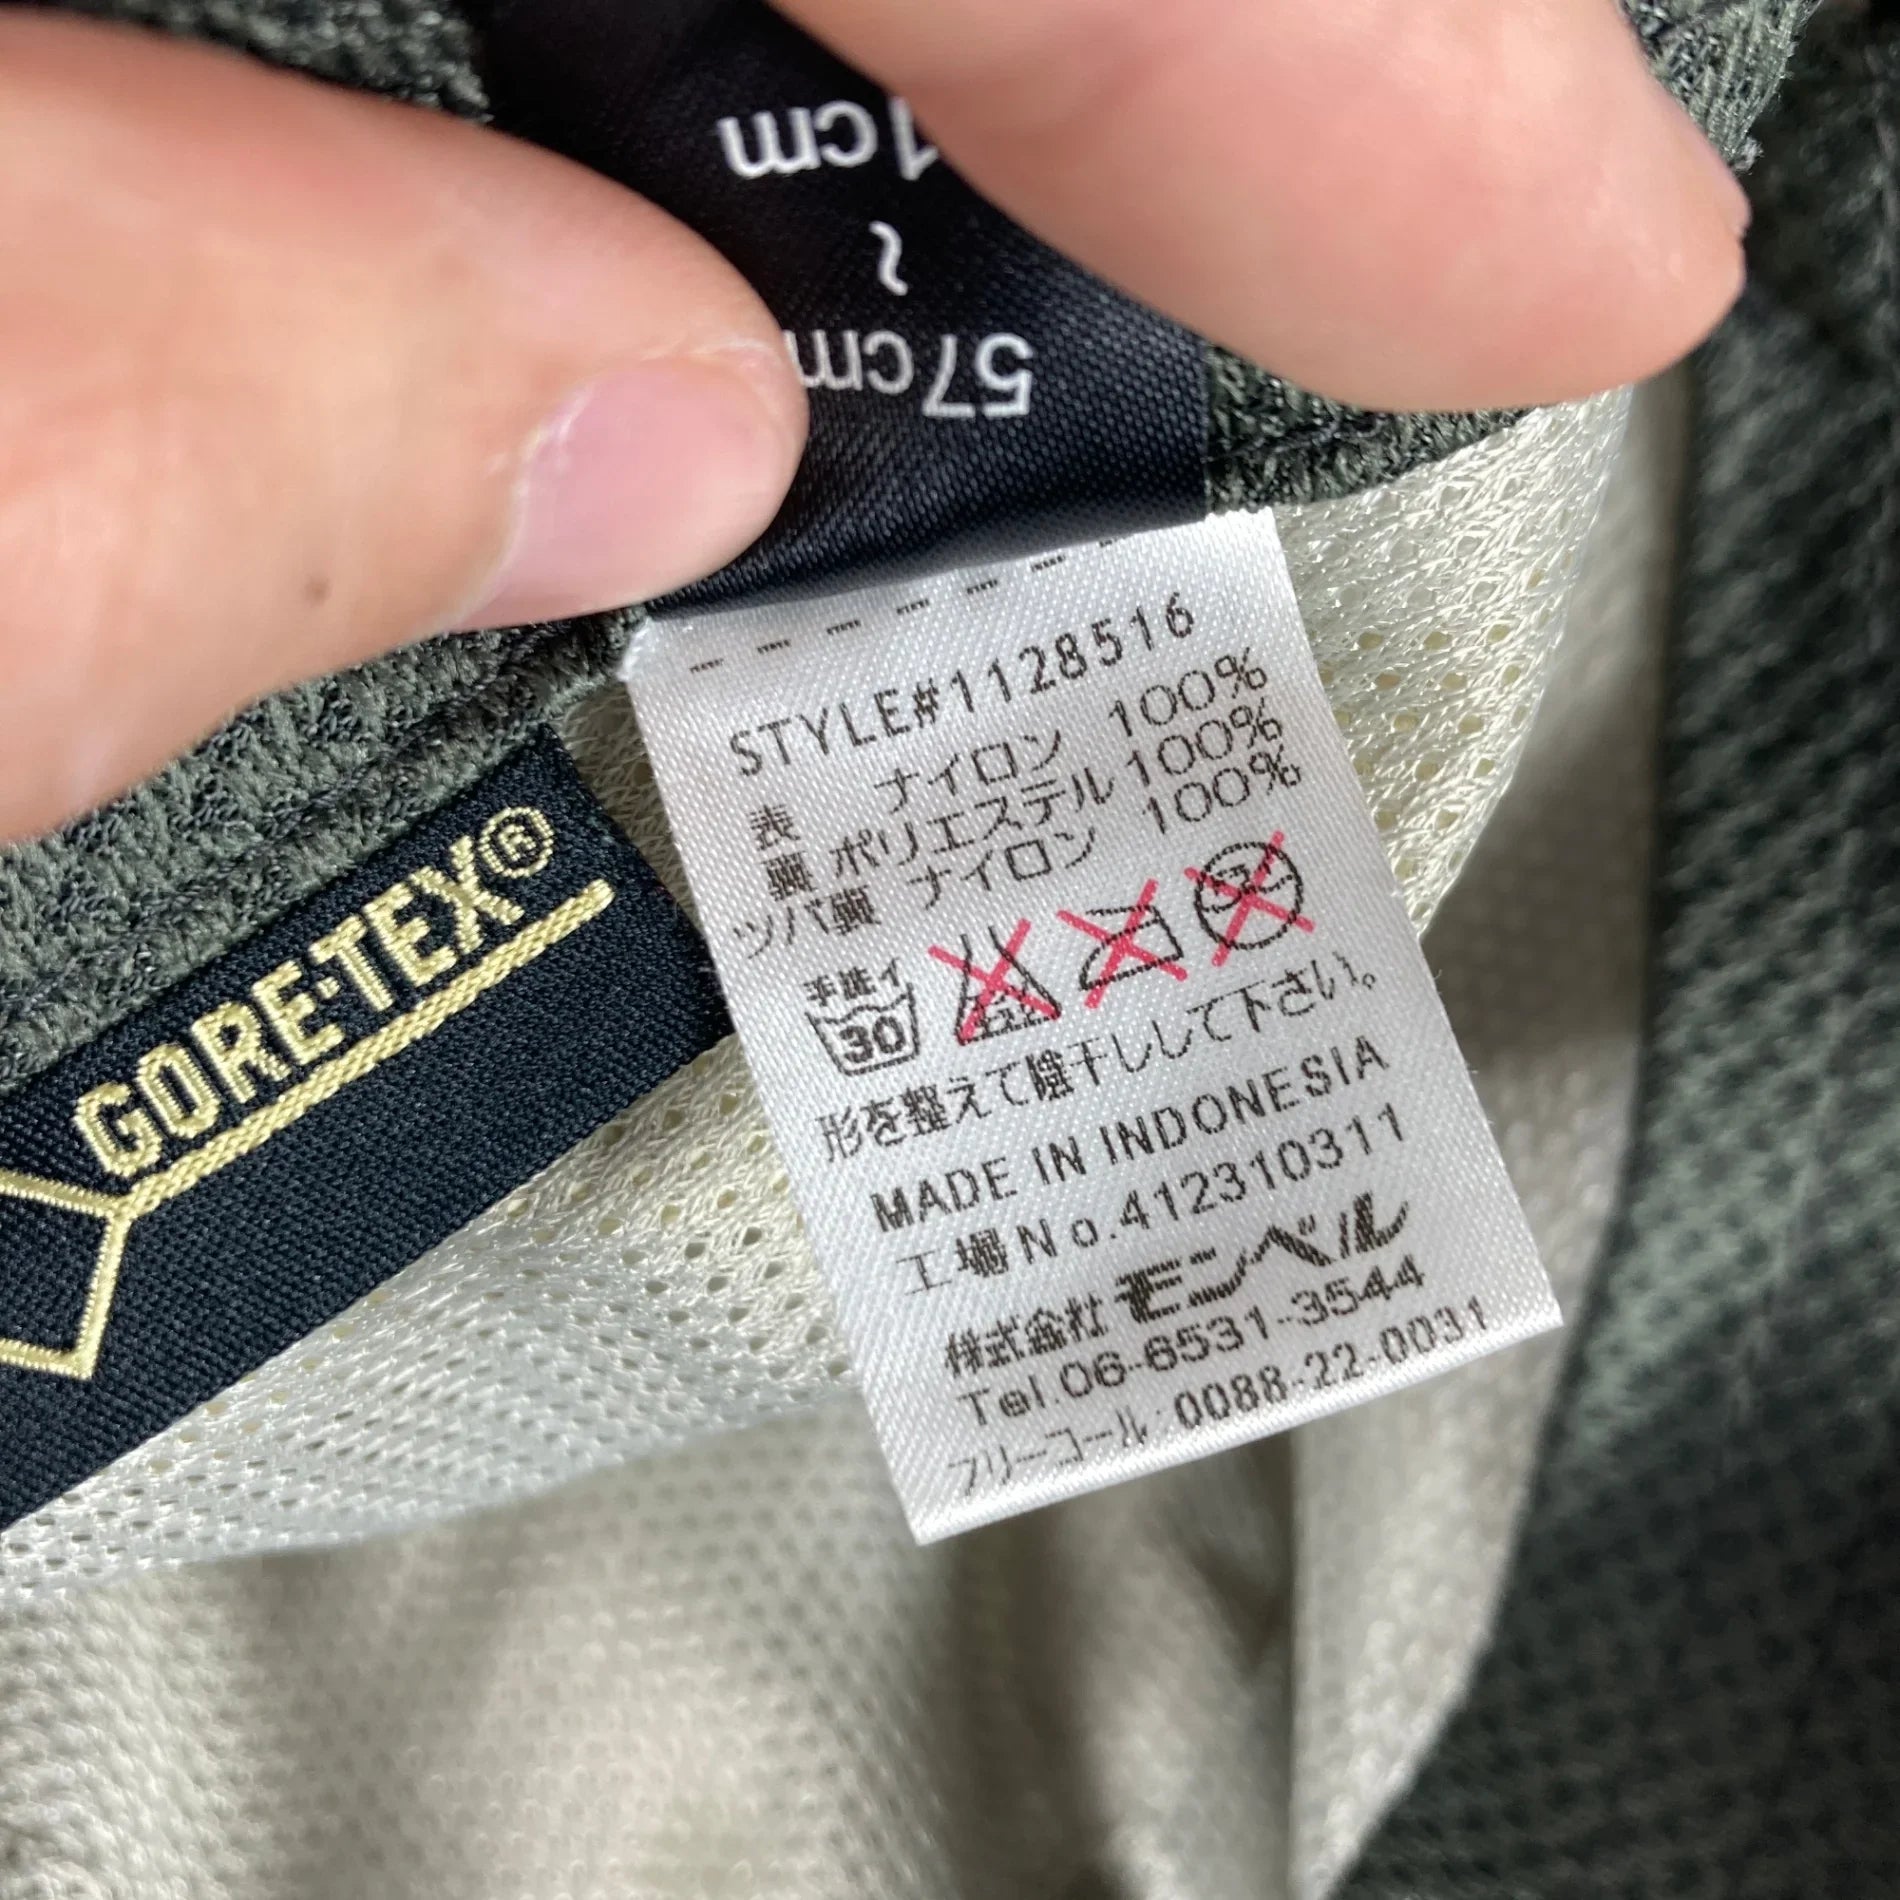 57cm
~
1cm
GORE-TEX®
STYLE#1128516
表 ナイロン 100%
裏 ポリエステル 100%
ツバ裏 ナイロン 100%
手洗イ
30
形を整えて陰干しして下さい。
MADE IN INDONESIA
工場No.412310311
株式会社 モンベル
Tel.06-6531-3544
フリーコール:0088-22-0031